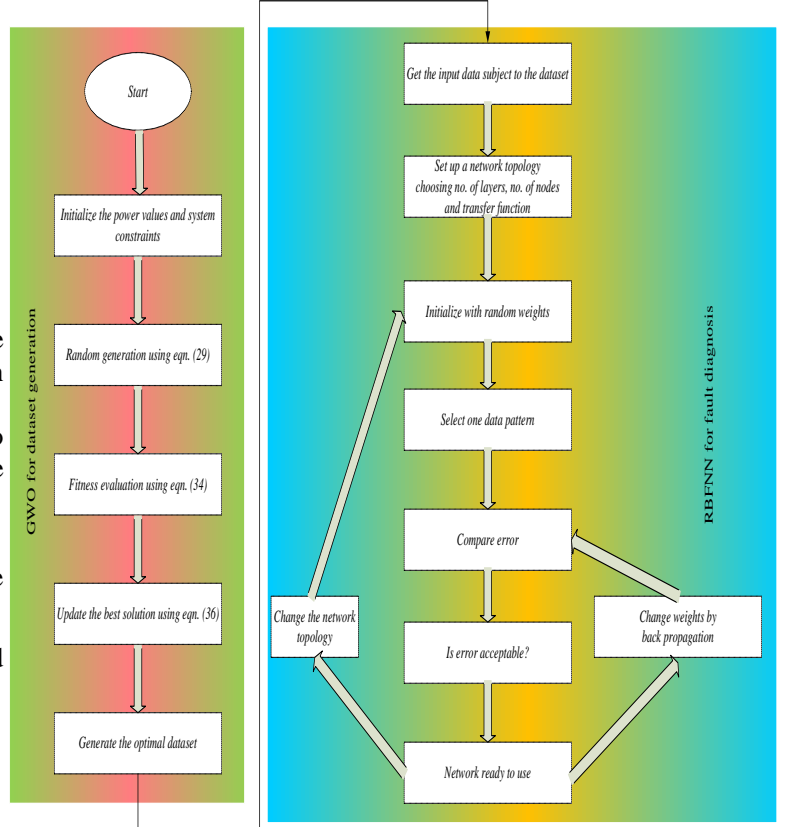 Start
Initialize the power values and system
constraints
Random generation using eqn. (29)
Fitness evaluation using eqn. (34)
Update the best solution using eqn. (36)
Generate the optimal dataset
GWO for dataset generation
Get the input data subject to the dataset
Set up a network topology
choosing no. of layers, no. of nodes
and transfer function
Initialize with random weights
Select one data pattern
Compare error
Change the network
topology
Is error acceptable?
Change weights by
back propagation
Network ready to use
RBFNN for fault diagnosis